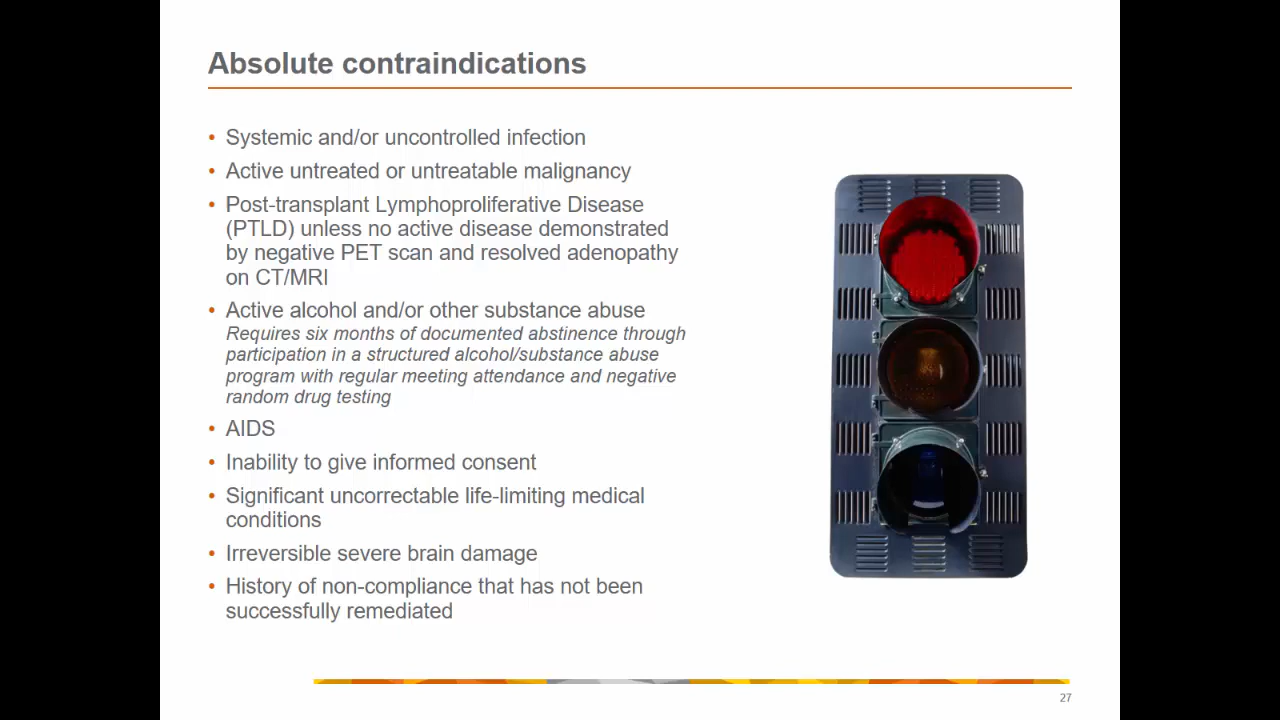 Absolute contraindications
• Systemic and/or uncontrolled infection
• Active untreated or untreatable malignancy
• Post-transplant Lymphoproliferative Disease
(PTLD) unless no active disease demonstrated
by negative PET scan and resolved adenopathy
on CT/MRI
• Active alcohol and/or other substance abuse
Requires six months of documented abstinence through
participation in a structured alcohol/substance abuse
program with regular meeting attendance and negative
random drug testing
• AIDS
• Inability to give informed consent
• Significant uncorrectable life-limiting medical
conditions
• Irreversible severe brain damage
• History of non-compliance that has not been
successfully remediated
27